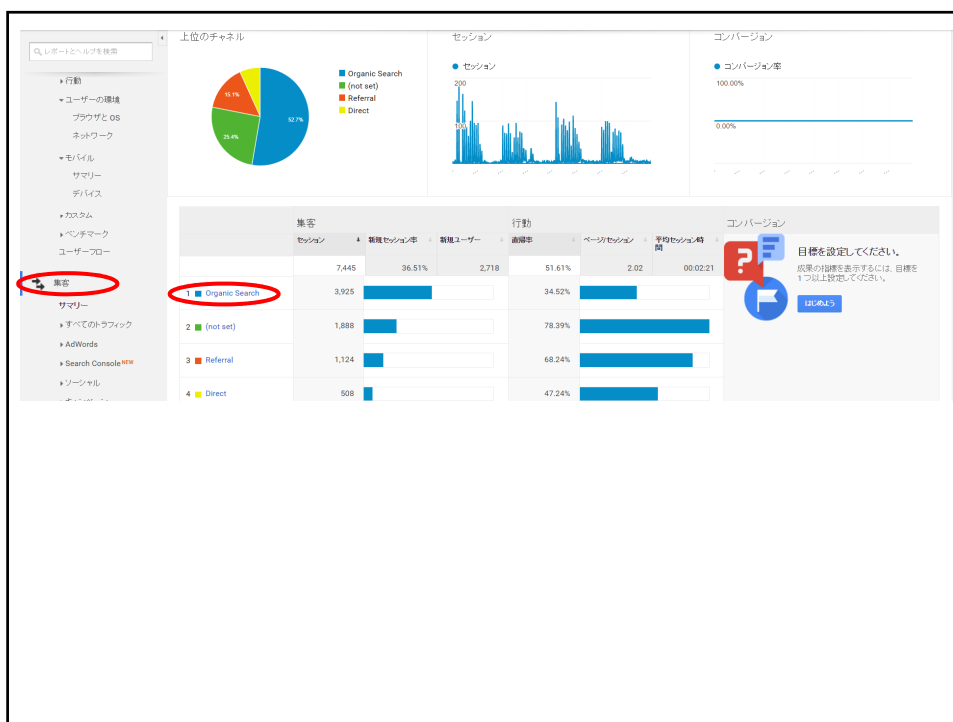 レポートとヘルプを検索
行動
ユーザーの環境
ブラウザと OS
ネットワーク
モバイル
サマリー
デバイス
カスタム
ベンチマーク
ユーザーフロー
集客
サマリー
すべてのトラフィック
AdWords
Search Console NEW
ソーシャル
上位のチャネル
Organic Search
(not set)
Referral
Direct
52.7%
25.4%
15.1%
セッション
セッション
200
100
コンバージョン
コンバージョン率
100.00%
0.00%
集客 行動 コンバージョン
セッション 新規セッション率 新規ユーザー 直帰率 ページ/セッション 平均セッション時間
7,445 36.51% 2,718 51.61% 2.02 00:02:21
1 Organic Search 3,925 34.52%
2 (not set) 1,888 78.39%
3 Referral 1,124 68.24%
4 Direct 508 47.24%
?
目標を設定してください。
成果の指標を表示するには、目標を
1 つ以上設定してください。
はじめよう